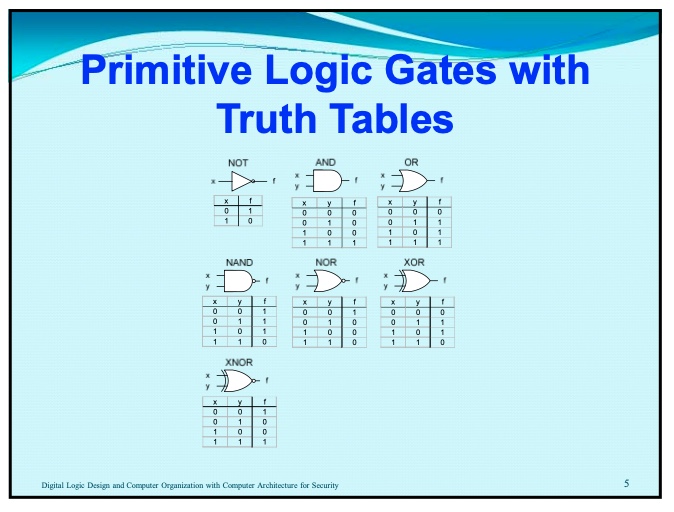 Primitive Logic Gates with
Truth Tables
NOT
x f
x f
0 1
1 0
AND
x
y f
x y f
0 0 0
0 1 0
1 0 0
1 1 1
OR
x
y f
x y f
0 0 0
0 1 1
1 0 1
1 1 1
NAND
x
y f
x y f
0 0 1
0 1 1
1 0 1
1 1 0
NOR
x
y f
x y f
0 0 1
0 1 0
1 0 0
1 1 0
XOR
x
y f
x y f
0 0 0
0 1 1
1 0 1
1 1 0
XNOR
x
y f
x y f
0 0 1
0 1 0
1 0 0
1 1 1
Digital Logic Design and Computer Organization with Computer Architecture for Security
5